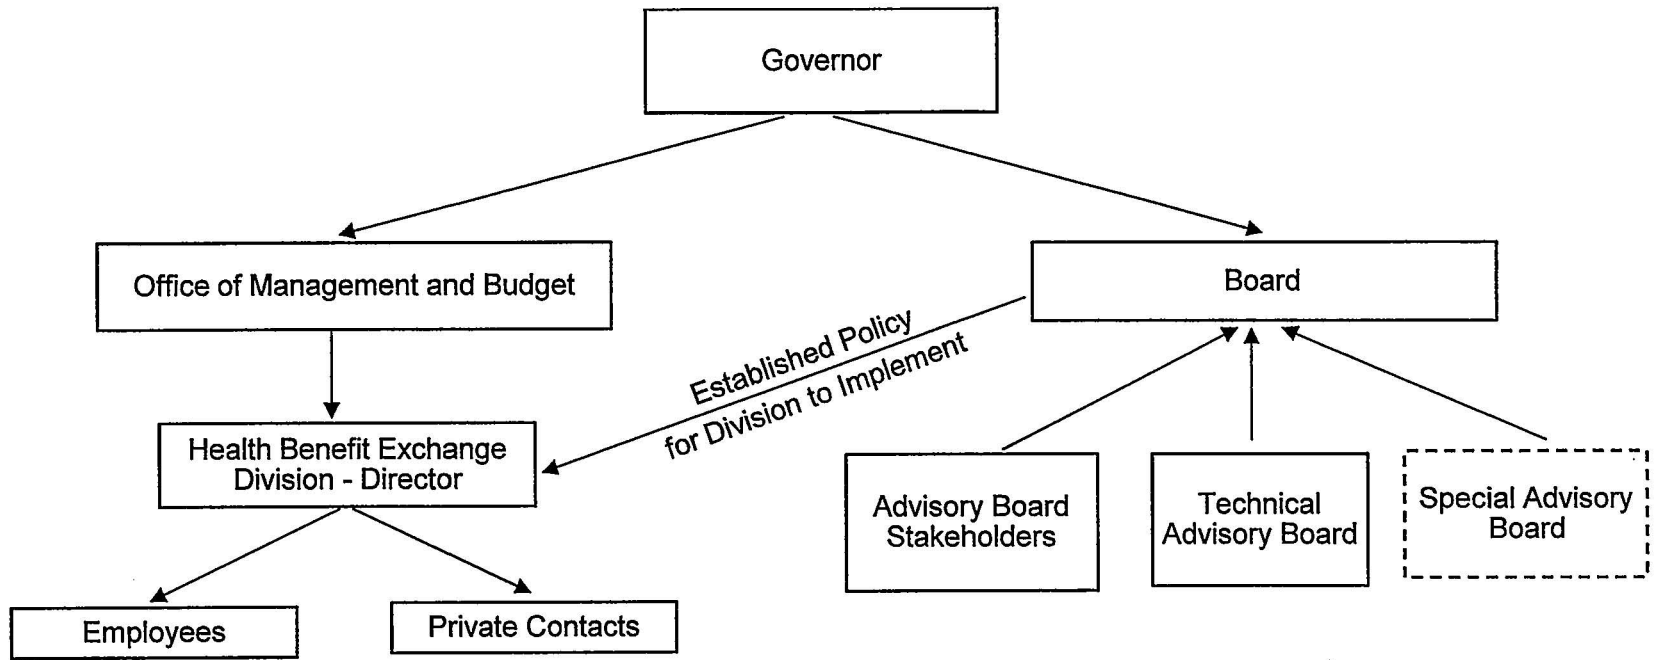 Governor
Office of Management and Budget
Board
Established Policy
for Division to Implement
Health Benefit Exchange
Division - Director
Advisory Board
Stakeholders
Technical
Advisory Board
Special Advisory
Board
Employees
Private Contacts